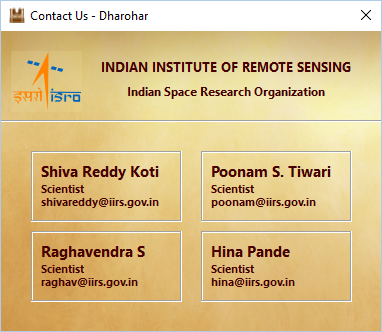 Contact Us - Dharohar
INDIAN INSTITUTE OF REMOTE SENSING
Indian Space Research Organization
इसरो isro
Shiva Reddy Koti
Scientist
shivareddy@iirs.gov.in
Poonam S. Tiwari
Scientist
poonam@iirs.gov.in
Raghavendra S
Scientist
raghav@iirs.gov.in
Hina Pande
Scientist
hina@iirs.gov.in